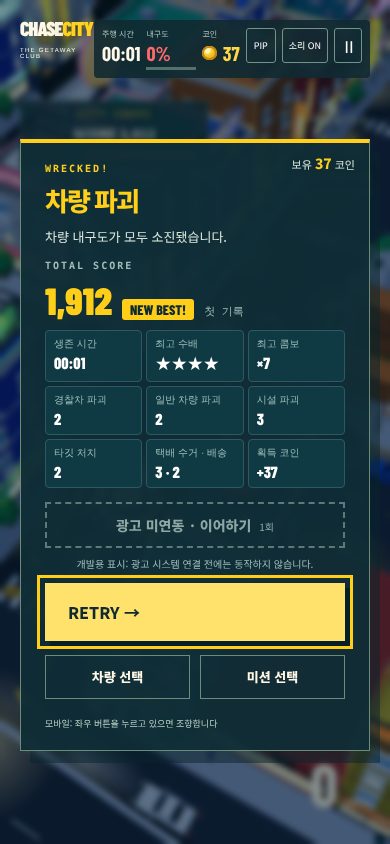 CHASECITY
THE GETAWAY CLUB
주행 시간 내구도 코인
00:01 0% 37 PIP 소리 ON
보유 37 코인
WRECKED!
차량 파괴
차량 내구도가 모두 소진됐습니다.
TOTAL SCORE
1,912 NEW BEST! 첫 기록
생존 시간 최고 수배 최고 콤보
00:01 ★★★★ ×7
경찰차 파괴 일반 차량 파괴 시설 파괴
2 2 3
타깃 처치 택배 수거 · 배송 획득 코인
2 3 · 2 +37
광고 미연동 · 이어하기 1회
개발용 표시: 광고 시스템 연결 전에는 동작하지 않습니다.
RETRY →
차량 선택 미션 선택
모바일: 좌우 버튼을 누르고 있으면 조향합니다